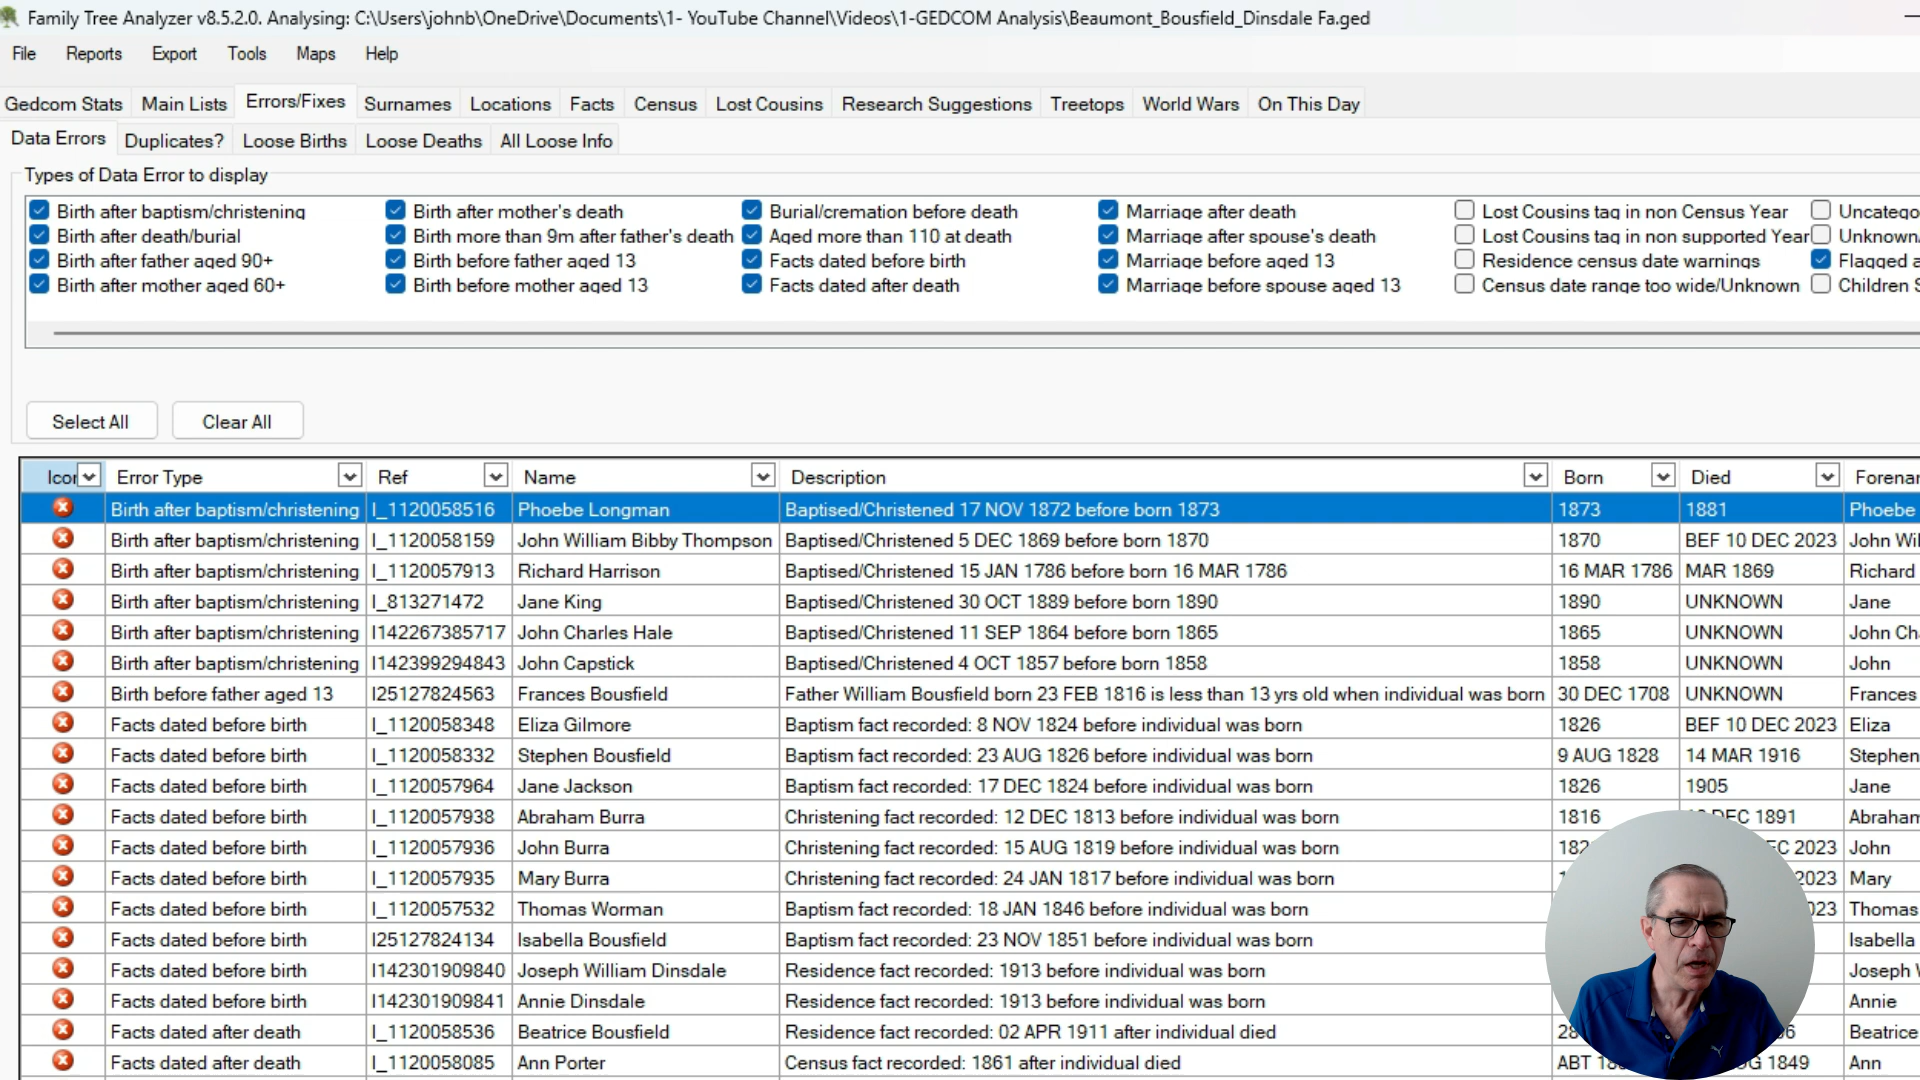 Family Tree Analyzer v8.5.2.0. Analysing: C:\Users\johnb\OneDrive\Documents\1- YouTube Channel\Videos\1-GEDCOM Analysis\Beaumont_Bousfield_Dinsdale Fa.ged
File Reports Export Tools Maps Help
Gedcom Stats Main Lists Errors/Fixes Surnames Locations Facts Census Lost Cousins Research Suggestions Treetops World Wars On This Day
Data Errors Duplicates? Loose Births Loose Deaths All Loose Info
Types of Data Error to display
Birth after baptism/christening Birth after mother's death Burial/cremation before death Marriage after death Lost Cousins tag in non Census Year Uncatego
Birth after death/burial Birth more than 9m after father's death Aged more than 110 at death Marriage after spouse's death Lost Cousins tag in non supported Year Unknown/
Birth after father aged 90+ Birth before father aged 13 Facts dated before birth Marriage before aged 13 Residence census date warnings Flagged a
Birth after mother aged 60+ Birth before mother aged 13 Facts dated after death Marriage before spouse aged 13 Census date range too wide/Unknown Children S
Select All Clear All
Icon Error Type Ref Name Description Born Died Forenam
Birth after baptism/christening I_1120058516 Phoebe Longman Baptised/Christened 17 NOV 1872 before born 1873 1873 1881 Phoebe
Birth after baptism/christening I_1120058159 John William Bibby Thompson Baptised/Christened 5 DEC 1869 before born 1870 1870 BEF 10 DEC 2023 John Wil
Birth after baptism/christening I_1120057913 Richard Harrison Baptised/Christened 15 JAN 1786 before born 16 MAR 1786 16 MAR 1786 MAR 1869 Richard
Birth after baptism/christening I_813271472 Jane King Baptised/Christened 30 OCT 1889 before born 1890 1890 UNKNOWN Jane
Birth after baptism/christening I142267385717 John Charles Hale Baptised/Christened 11 SEP 1864 before born 1865 1865 UNKNOWN John Ch
Birth after baptism/christening I142399294843 John Capstick Baptised/Christened 4 OCT 1857 before born 1858 1858 UNKNOWN John
Birth before father aged 13 I25127824563 Frances Bousfield Father William Bousfield born 23 FEB 1816 is less than 13 yrs old when individual was born 30 DEC 1708 UNKNOWN Frances
Facts dated before birth I_1120058348 Eliza Gilmore Baptism fact recorded: 8 NOV 1824 before individual was born 1826 BEF 10 DEC 2023 Eliza
Facts dated before birth I_1120058332 Stephen Bousfield Baptism fact recorded: 23 AUG 1826 before individual was born 9 AUG 1828 14 MAR 1916 Stephen
Facts dated before birth I_1120057964 Jane Jackson Baptism fact recorded: 17 DEC 1824 before individual was born 1826 1905 Jane
Facts dated before birth I_1120057938 Abraham Burra Christening fact recorded: 12 DEC 1813 before individual was born 1816 DEC 1891 Abraham
Facts dated before birth I_1120057936 John Burra Christening fact recorded: 15 AUG 1819 before individual was born 182 EC 2023 John
Facts dated before birth I_1120057935 Mary Burra Christening fact recorded: 24 JAN 1817 before individual was born 2023 Mary
Facts dated before birth I_1120057532 Thomas Worman Baptism fact recorded: 18 JAN 1846 before individual was born 023 Thomas
Facts dated before birth I25127824134 Isabella Bousfield Baptism fact recorded: 23 NOV 1851 before individual was born Isabella
Facts dated before birth I142301909840 Joseph William Dinsdale Residence fact recorded: 1913 before individual was born Joseph W
Facts dated before birth I142301909841 Annie Dinsdale Residence fact recorded: 1913 before individual was born Annie
Facts dated after death I_1120058536 Beatrice Bousfield Residence fact recorded: 02 APR 1911 after individual died 28 6 Beatrice
Facts dated after death I_1120058085 Ann Porter Census fact recorded: 1861 after individual died ABT 18 G 1849 Ann